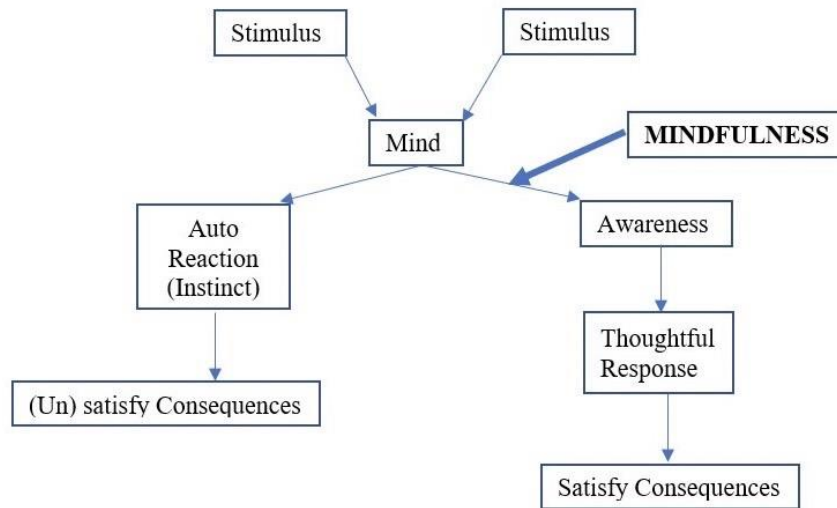 Stimulus
Stimulus
Mind
MINDFULNESS
Auto
Reaction
(Instinct)
Awareness
Thoughtful
Response
(Un) satisfy Consequences
Satisfy Consequences